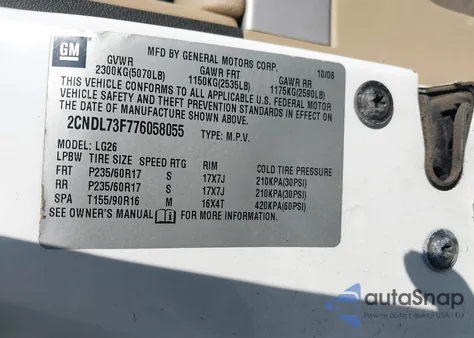 GM
MFD BY GENERAL MOTORS CORP. 10/06
GVWR GAWR FRT GAWR RR
2300KG(5070LB) 1150KG(2535LB) 1175KG(2590LB)
THIS VEHICLE CONFORMS TO ALL APPLICABLE U.S. FEDERAL MOTOR
VEHICLE SAFETY AND THEFT PREVENTION STANDARDS IN EFFECT ON
THE DATE OF MANUFACTURE SHOWN ABOVE.
2CNDL73F776058055 TYPE: M.P.V.
MODEL: LG26
LPBW TIRE SIZE SPEED RTG RIM COLD TIRE PRESSURE
FRT P235/60R17 S 17X7J 210KPA(30PSI)
RR P235/60R17 S 17X7J 210KPA(30PSI)
SPA T155/90R16 M 16X4T 420KPA(60PSI)
SEE OWNER'S MANUAL FOR MORE INFORMATION.
autoSnap